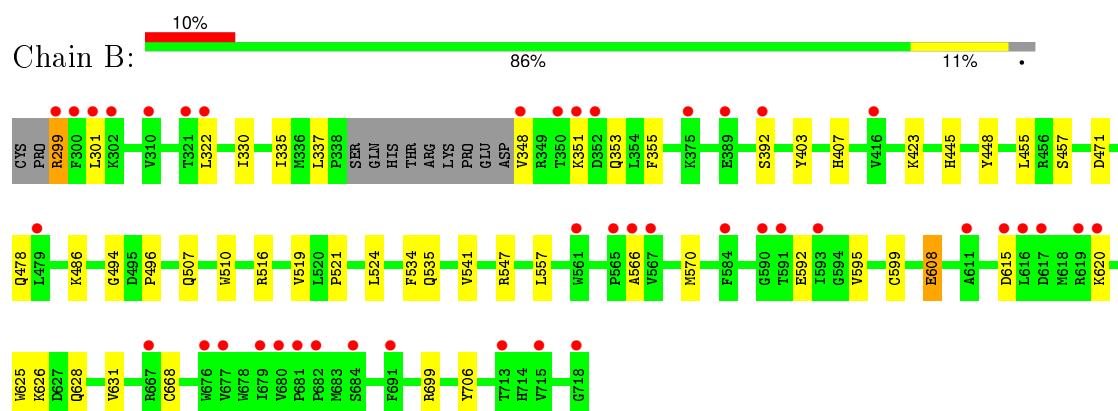 10%
Chain B:
86% 11% •
CYS PRO R299 F300 L301 K302 V310 T321 L322 I330 I335 M336 L337 P338 SER GLN HIS THR ARG LYS PRO GLU ASP V348 R349 T350 K351 D352 Q353 L354 F355 K375 E389 S392 Y403 H407 V416 K423 H445 Y448 L455 R456 S457 D471
Q478 L479 K486 G494 D495 P496 Q507 W510 R516 V519 L520 P521 L524 F534 Q535 V541 R547 L557 W561 P565 A566 V567 M570 F584 G590 T591 E592 I593 G594 V595 C599 E608 A611 D615 L616 D617 M618 R619 K620
W625 K626 D627 Q628 V631 R667 C668 W676 V677 W678 I679 V680 P681 P682 M683 S684 F691 R699 Y706 T713 H714 V715 G718